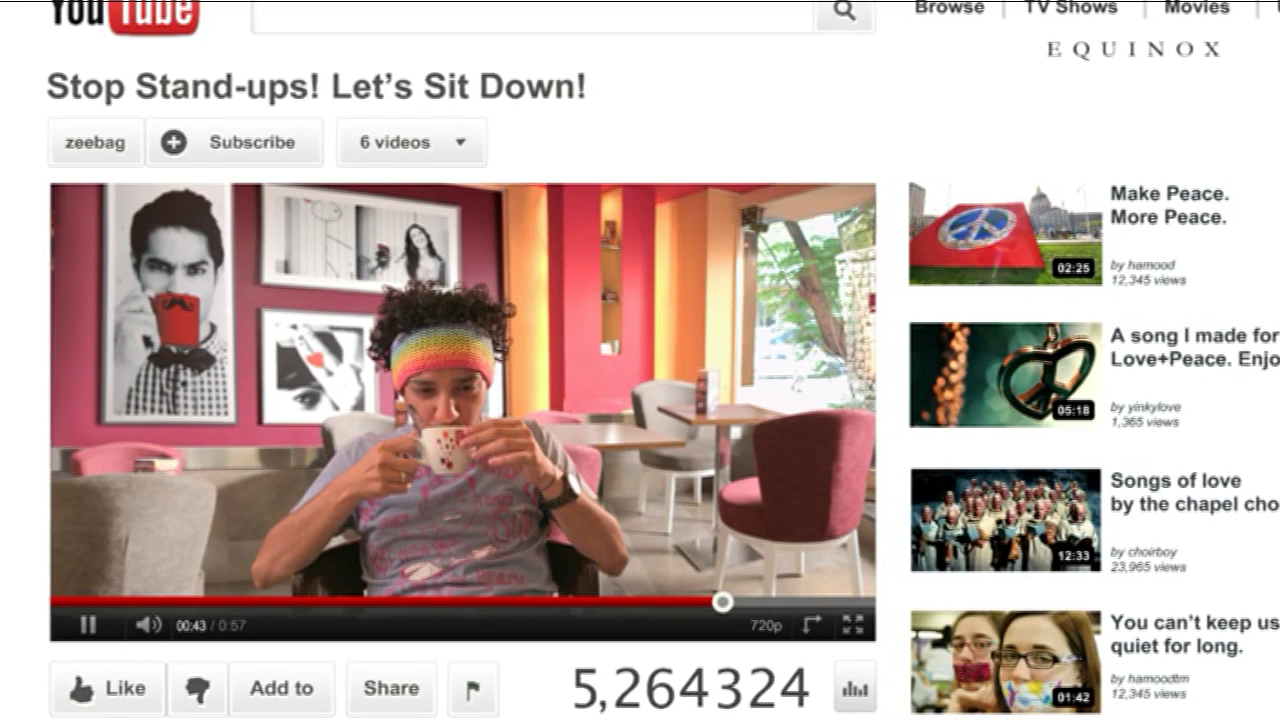 You Tube
Browse
TV Shows
Movies
EQUINOX
Stop Stand-ups! Let's Sit Down!
zeebag
Subscribe
6 videos
Make Peace.
More Peace.
by hamood
12,345 views
02:25
A song I made for
Love+Peace. Enjo
by yinkylove
1,365 views
05:18
Songs of love
by the chapel cho
by choirboy
23,965 views
12:33
You can't keep us
quiet for long.
by hamoodtm
12,345 views
01:42
00:43 / 0:57
720p
Like
Add to
Share
5,264324